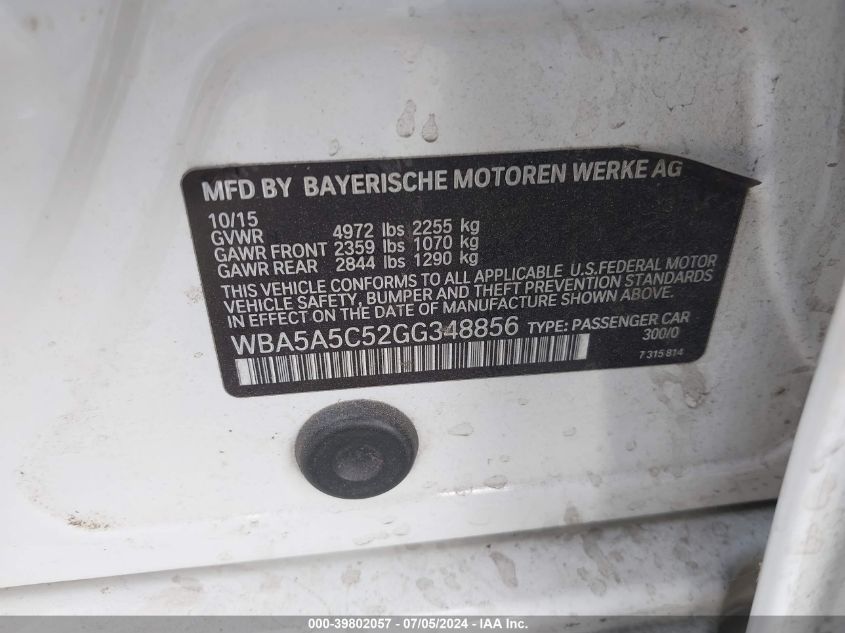 MFD BY BAYERISCHE MOTOREN WERKE AG
10/15
GVWR 4972 lbs 2255 kg
GAWR FRONT 2359 lbs 1070 kg
GAWR REAR 2844 lbs 1290 kg
THIS VEHICLE CONFORMS TO ALL APPLICABLE U.S.FEDERAL MOTOR
VEHICLE SAFETY, BUMPER AND THEFT PREVENTION STANDARDS
IN EFFECT ON THE DATE OF MANUFACTURE SHOWN ABOVE.
WBA5A5C52GG348856 TYPE: PASSENGER CAR
300/0
7 315 814
000-39802057 - 07/05/2024 - IAA Inc.